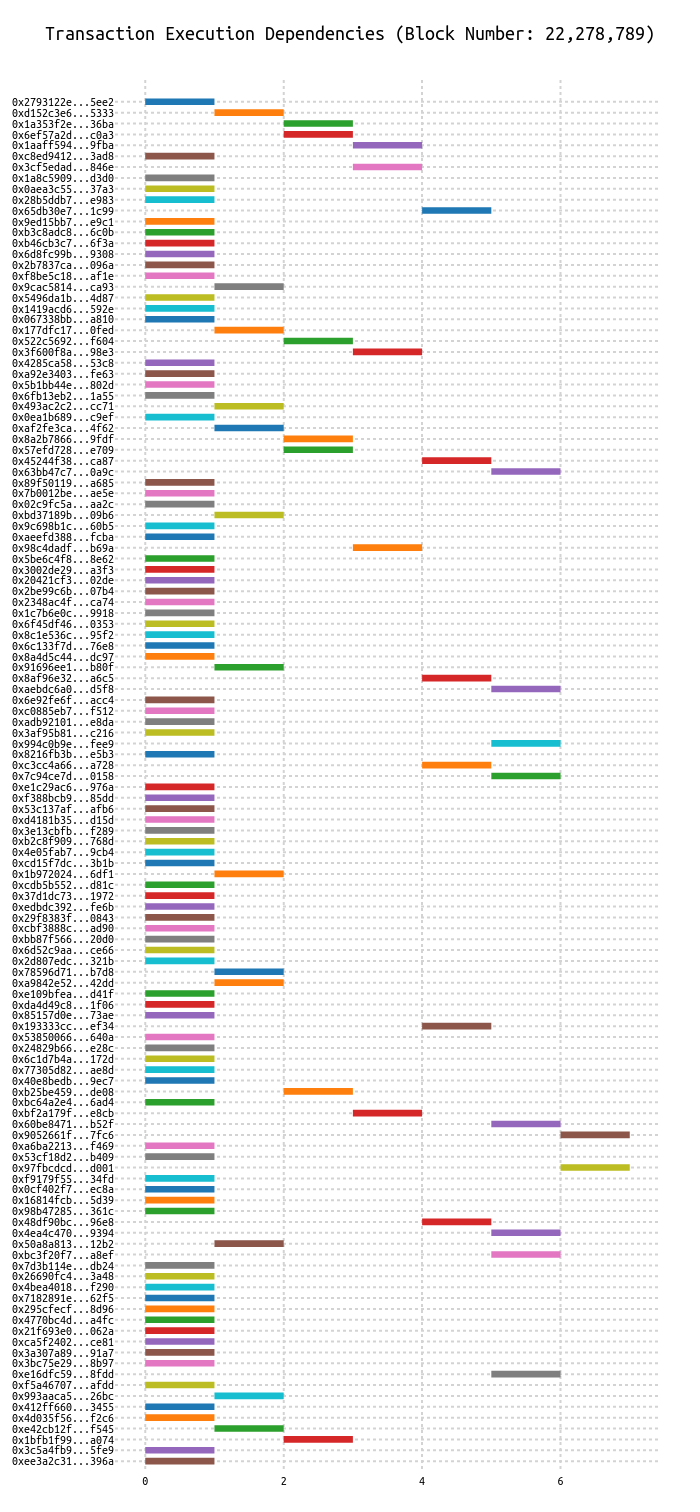 Transaction Execution Dependencies (Block Number: 22,278,789)
0x2793122e...5ee2
0xd152c3e6...5333
0x1a353f2e...36ba
0x6ef57a2d...c0a3
0x1aaff594...9fba
0xc8ed9412...3ad8
0x3cf5edad...846e
0x1a8c5909...d3d0
0x0aea3c55...37a3
0x28b5ddb7...e983
0x65db30e7...1c99
0x9ed15bb7...e9c1
0xb3c8adc8...6c0b
0xb46cb3c7...6f3a
0x6d8fc99b...9308
0x2b7837ca...096a
0xf8be5c18...af1e
0x9cac5814...ca93
0x5496da1b...4d87
0x1419acd6...592e
0x067338bb...a810
0x177dfc17...0fed
0x522c5692...f604
0x3f600f8a...98e3
0x4285ca58...53c8
0xa92e3403...fe63
0x5b1bb44e...802d
0x6fb13eb2...1a55
0x493ac2c2...cc71
0x0ea1b689...c9ef
0xaf2fe3ca...4f62
0x8a2b7866...9fdf
0x57efd728...e709
0x45244f38...ca87
0x63bb47c7...0a9c
0x89f50119...a685
0x7b0012be...ae5e
0x02c9fc5a...aa2c
0xbd37189b...09b6
0x9c698b1c...60b5
0xaeefd388...fcba
0x98c4dadf...b69a
0x5be6c4f8...8e62
0x3002de29...a3f3
0x20421cf3...02de
0x2be99c6b...07b4
0x2348ac4f...ca74
0x1c7b6e0c...9918
0x6f45df46...0353
0x8c1e536c...95f2
0x6c133f7d...76e8
0x8a4d5c44...dc97
0x91696ee1...b80f
0x8af96e32...a6c5
0xaebdc6a0...d5f8
0x6e92fe6f...acc4
0xc0885eb7...f512
0xadb92101...e8da
0x3af95b81...c216
0x994c0b9e...fee9
0x8216fb3b...e5b3
0xc3cc4a66...a728
0x7c94ce7d...0158
0xe1c29ac6...976a
0xf388bcb9...85dd
0x53c137af...afb6
0xd4181b35...d15d
0x3e13cbfb...f289
0xb2c8f909...768d
0x4e05fab7...9cb4
0xcd15f7dc...3b1b
0x1b972024...6df1
0xcdb5b552...d81c
0x37d1dc73...1972
0xedbdc392...fe6b
0x29f8383f...0843
0xcbf3888c...ad90
0xbb87f566...20d0
0x6d52c9aa...ce66
0x2d807edc...321b
0x78596d71...b7d8
0xa9842e52...42dd
0xe109bfea...d41f
0xda4d49c8...1f06
0x85157d0e...73ae
0x193333cc...ef34
0x53850066...640a
0x24829b66...e28c
0x6c1d7b4a...172d
0x77305d82...ae8d
0x40e8bedb...9ec7
0xb25be459...de08
0xbc64a2e4...6ad4
0xbf2a179f...e8cb
0x60be8471...b52f
0x9052661f...7fc6
0xa6ba2213...f469
0x53cf18d2...b409
0x97fbcdcd...d001
0xf9179f55...34fd
0x0cf402f7...ec8a
0x16814fcb...5d39
0x98b47285...361c
0x48df90bc...96e8
0x4ea4c470...9394
0x50a8a813...12b2
0xbc3f20f7...a8ef
0x7d3b114e...db24
0x26690fc4...3a48
0x4bea4018...f290
0x7182891e...62f5
0x295cfecf...8d96
0x4770bc4d...a4fc
0x21f693e0...062a
0xca5f2402...ce81
0x3a307a89...91a7
0x3bc75e29...8b97
0xe16dfc59...8fdd
0xf5a46707...afdd
0x993aaca5...26bc
0x412ff660...3455
0x4d035f56...f2c6
0xe42cb12f...f545
0x1bfb1f99...a074
0x3c5a4fb9...5fe9
0xee3a2c31...396a
0 2 4 6